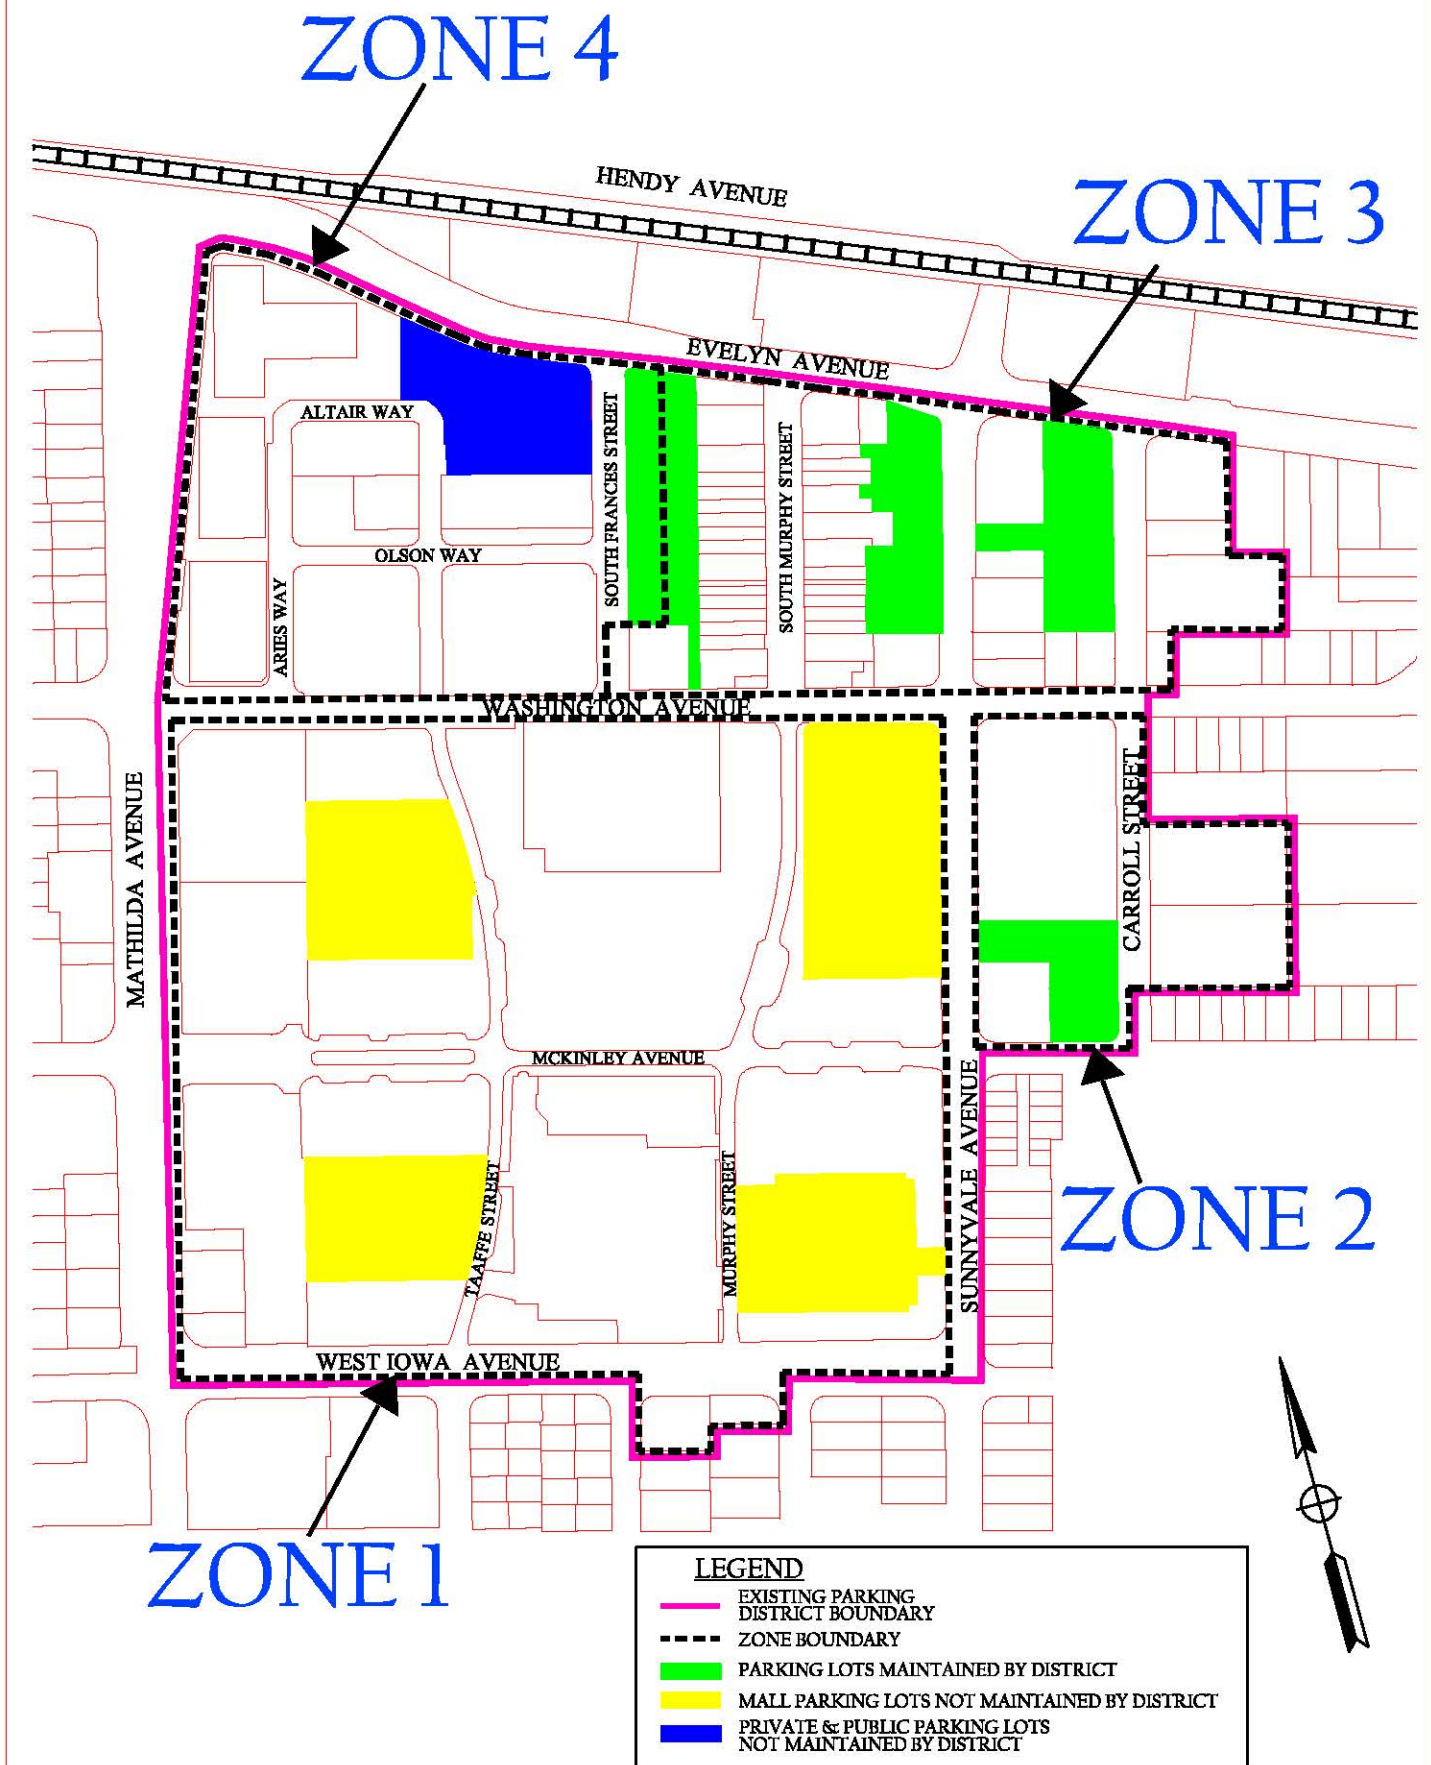 ZONE 4
HENDY AVENUE
ZONE 3
EVELYN AVENUE
ALTAIR WAY
SOUTH FRANCES STREET
SOUTH MURPHY STREET
OLSON WAY
ARIES WAY
WASHINGTON AVENUE
MATHILDA AVENUE
CARROLL STREET
MCKINLEY AVENUE
SUNNYVALE AVENUE
TAAFFE STREET
MURPHY STREET
ZONE 2
WEST IOWA AVENUE
ZONE 1
LEGEND
EXISTING PARKING
DISTRICT BOUNDARY
ZONE BOUNDARY
PARKING LOTS MAINTAINED BY DISTRICT
MALL PARKING LOTS NOT MAINTAINED BY DISTRICT
PRIVATE & PUBLIC PARKING LOTS
NOT MAINTAINED BY DISTRICT